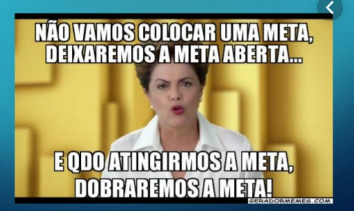 NÃO VAMOS COLOCAR UMA META,
DEIXAREMOS A META ABERTA...
E QDO ATINGIRMOS A META,
DOBRAREMOS A META!
GERADORMEMES.COM